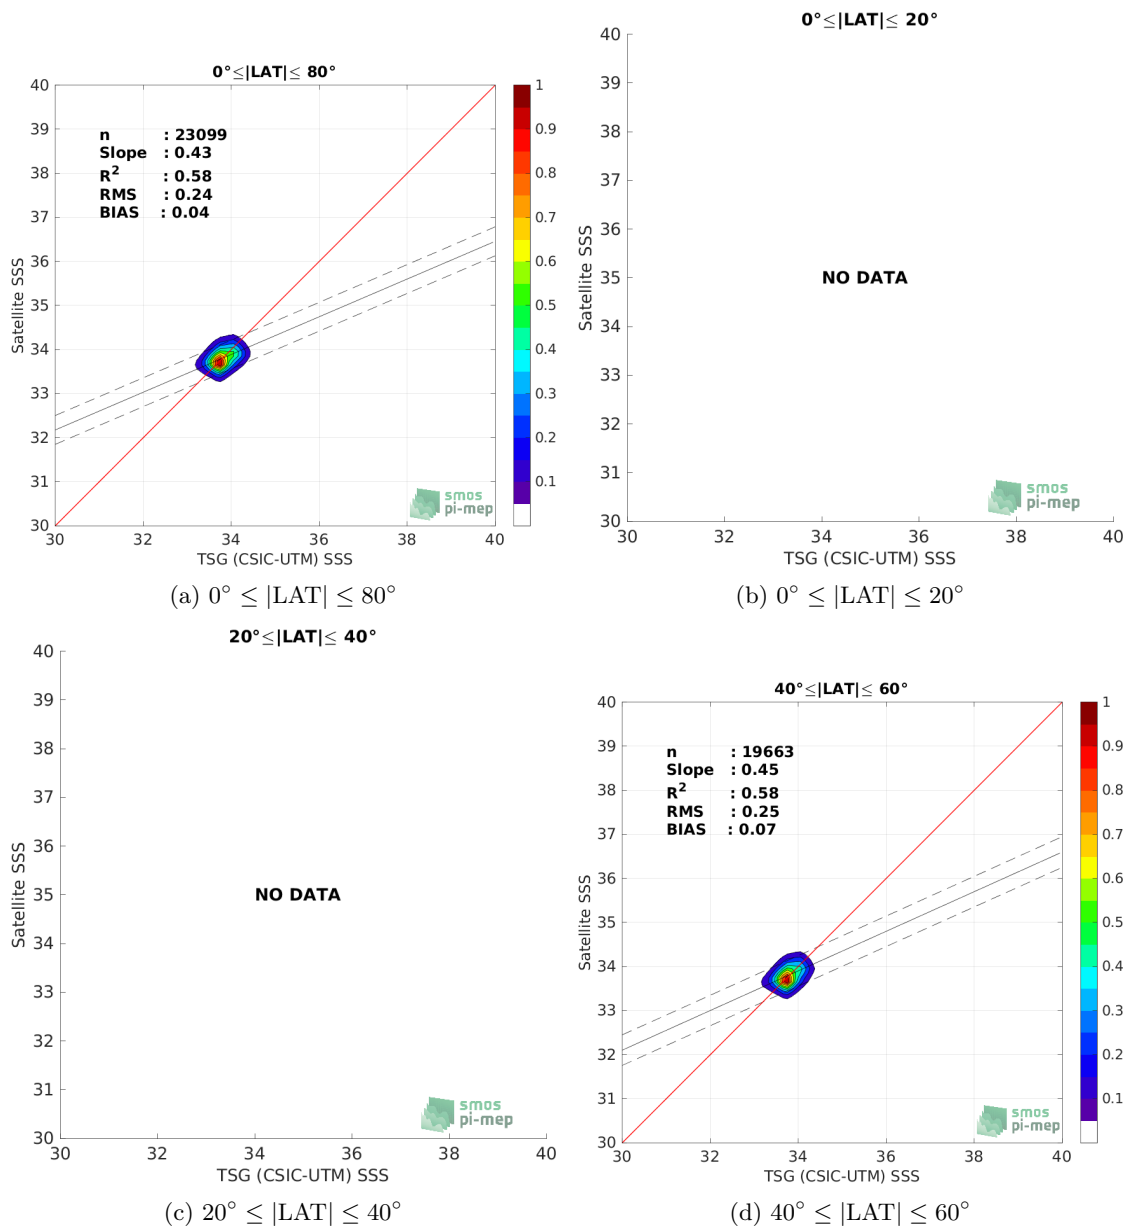 0°≤|LAT|≤ 80°
40
39
38
37
36
35
34
33
32
31
30
Satellite SSS
n : 23099
Slope : 0.43
R² : 0.58
RMS : 0.24
BIAS : 0.04
smos
pi-mep
30 32 34 36 38 40
TSG (CSIC-UTM) SSS
1
0.9
0.8
0.7
0.6
0.5
0.4
0.3
0.2
0.1
(a) 0° ≤ |LAT| ≤ 80°
0°≤|LAT|≤ 20°
40
39
38
37
36
35
34
33
32
31
30
Satellite SSS
NO DATA
smos
pi-mep
30 32 34 36 38 40
TSG (CSIC-UTM) SSS
(b) 0° ≤ |LAT| ≤ 20°
20°≤|LAT|≤ 40°
40
39
38
37
36
35
34
33
32
31
30
Satellite SSS
NO DATA
smos
pi-mep
30 32 34 36 38 40
TSG (CSIC-UTM) SSS
(c) 20° ≤ |LAT| ≤ 40°
40°≤|LAT|≤ 60°
40
39
38
37
36
35
34
33
32
31
30
Satellite SSS
n : 19663
Slope : 0.45
R² : 0.58
RMS : 0.25
BIAS : 0.07
smos
pi-mep
30 32 34 36 38 40
TSG (CSIC-UTM) SSS
1
0.9
0.8
0.7
0.6
0.5
0.4
0.3
0.2
0.1
(d) 40° ≤ |LAT| ≤ 60°